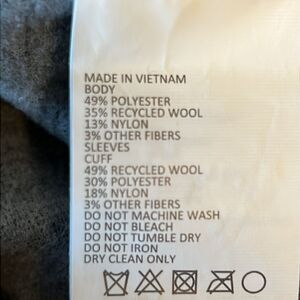 MADE IN VIETNAM
BODY
49% POLYESTER
35% RECYCLED WOOL
13% NYLON
3% OTHER FIBERS
SLEEVES
CUFF
49% RECYCLED WOOL
30% POLYESTER
18% NYLON
3% OTHER FIBERS
DO NOT MACHINE WASH
DO NOT BLEACH
DO NOT TUMBLE DRY
DO NOT IRON
DRY CLEAN ONLY